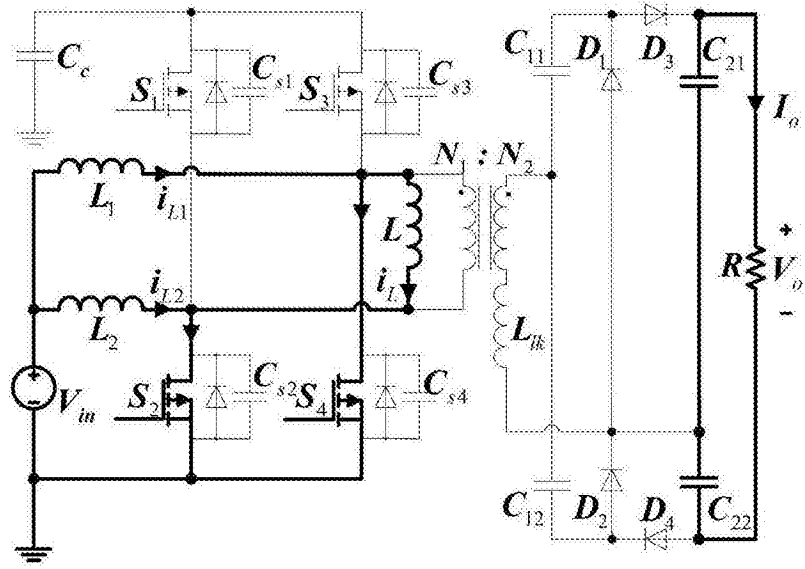 C_c
S_1
C_s1
S_3
C_s3
C_11
D_1
D_3
C_21
I_o
N : N_2
L_1
i_L1
L
i_L
R
+
V_o
−
i_L2
L_2
L_lk
V_in
S_2
C_s2
S_4
C_s4
C_12
D_2
D_4
C_22